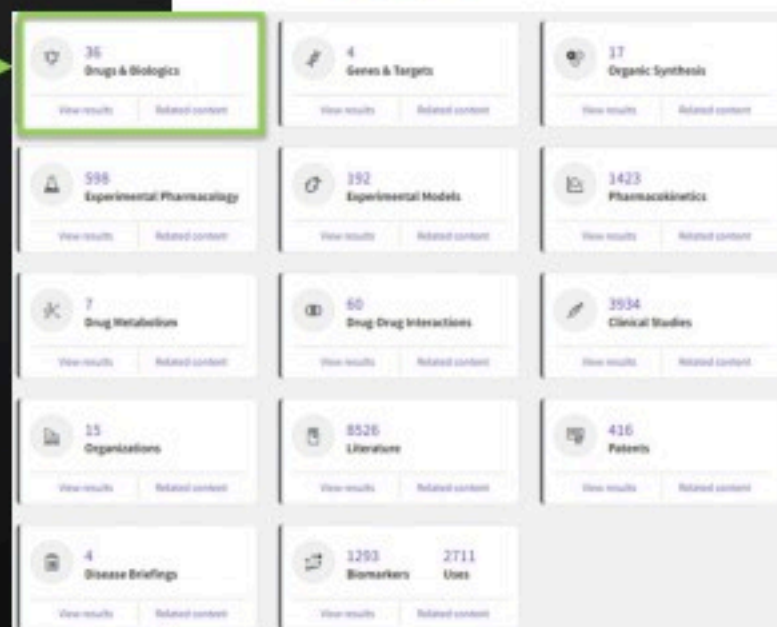 36
Drugs & Biologics
View results Related content
4
Genes & Targets
View results Related content
17
Organic Synthesis
View results Related content
598
Experimental Pharmacology
View results Related content
192
Experimental Models
View results Related content
1423
Pharmacokinetics
View results Related content
7
Drug Metabolism
View results Related content
60
Drug-Drug Interactions
View results Related content
3934
Clinical Studies
View results Related content
15
Organizations
View results Related content
8526
Literature
View results Related content
416
Patents
View results Related content
4
Disease Briefings
View results Related content
1293 2711
Biomarkers Uses
View results Related content